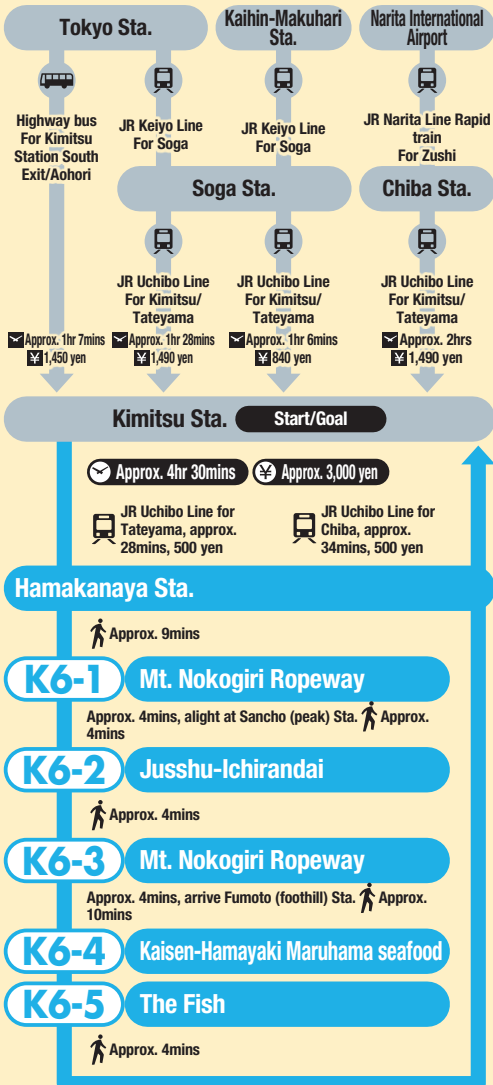 Tokyo Sta.
Kaihin-Makuhari
Sta.
Narita International
Airport
Highway bus
For Kimitsu
Station South
Exit/Aohori
JR Keiyo Line
For Soga
JR Keiyo Line
For Soga
JR Narita Line Rapid
train
For Zushi
Soga Sta.
Chiba Sta.
JR Uchibo Line
For Kimitsu/
Tateyama
JR Uchibo Line
For Kimitsu/
Tateyama
JR Uchibo Line
For Kimitsu/
Tateyama
Approx. 1hr 7mins
¥ 1,450 yen
Approx. 1hr 28mins
¥ 1,490 yen
Approx. 1hr 6mins
¥ 840 yen
Approx. 2hrs
¥ 1,490 yen
Kimitsu Sta. Start/Goal
Approx. 4hr 30mins ¥ Approx. 3,000 yen
JR Uchibo Line for
Tateyama, approx.
28mins, 500 yen
JR Uchibo Line for
Chiba, approx.
34mins, 500 yen
Hamakanaya Sta.
Approx. 9mins
K6-1 Mt. Nokogiri Ropeway
Approx. 4mins, alight at Sancho (peak) Sta. Approx.
4mins
K6-2 Jusshu-Ichirandai
Approx. 4mins
K6-3 Mt. Nokogiri Ropeway
Approx. 4mins, arrive Fumoto (foothill) Sta. Approx.
10mins
K6-4 Kaisen-Hamayaki Maruhama seafood
K6-5 The Fish
Approx. 4mins